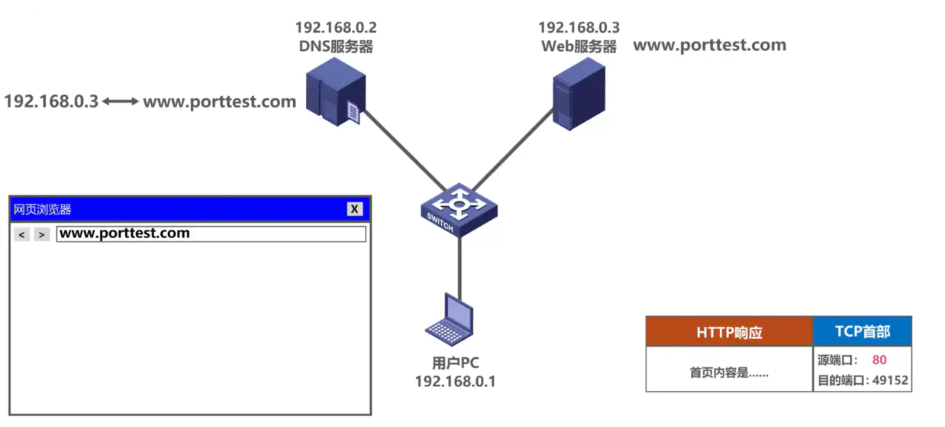 192.168.0.2
DNS服务器
192.168.0.3
Web服务器
www.porttest.com
192.168.0.3
www.porttest.com
网页浏览器
X
<
>
www.porttest.com
SWITCH
用户PC
192.168.0.1
HTTP响应
TCP首部
首页内容是......
源端口： 80
目的端口：49152